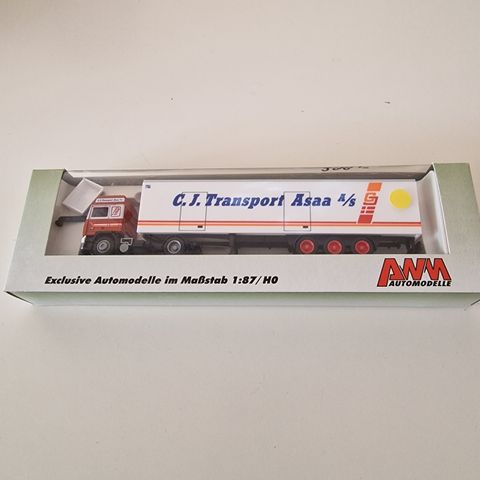 C.J. Transport Asaa A/S
Exclusive Automodelle im Maßstab 1:87/H0
AWM
AUTOMODELLE